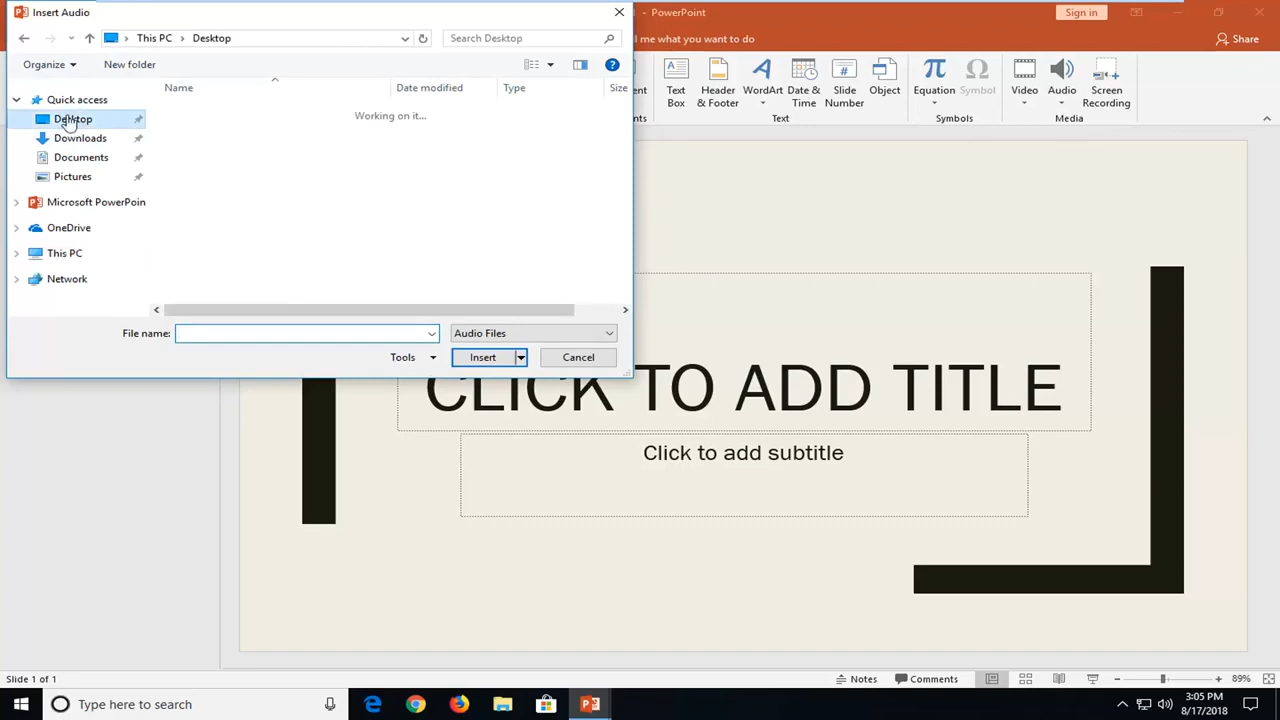 Insert Audio
- PowerPoint
Sign in
This PC
Desktop
Search Desktop
me what you want to do
Share
Organize
New folder
Name
Date modified
Type
Size
Quick access
Working on it...
Desktop
Downloads
Documents
Pictures
Microsoft PowerPoin
OneDrive
This PC
Network
File name:
Audio Files
Tools
Insert
Cancel
Text
Box
Header
& Footer
WordArt
Date &
Time
Slide
Number
Object
Equation
Symbol
Video
Audio
Screen
Recording
nts
Text
Symbols
Media
CLICK TO ADD TITLE
Click to add subtitle
Slide 1 of 1
Notes
Comments
89%
Type here to search
3:05 PM
8/17/2018